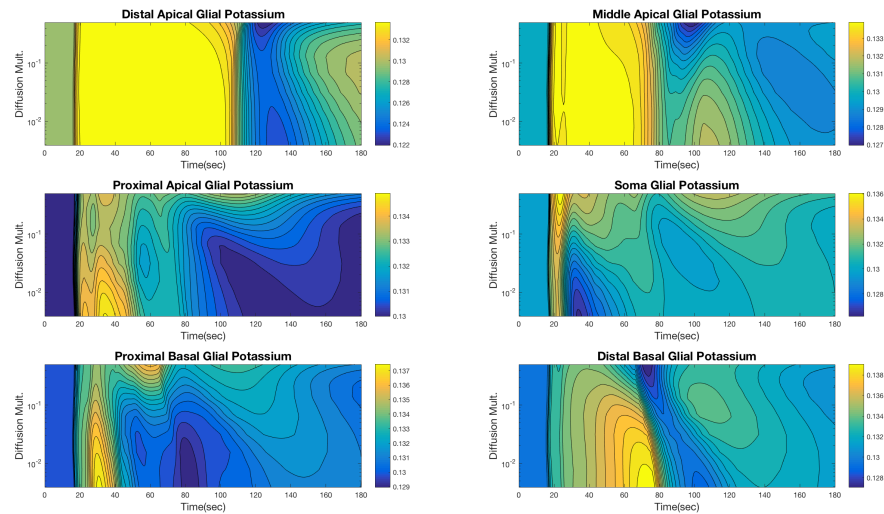 Distal Apical Glial Potassium
Diffusion Mult.
10^-1
10^-2
0 20 40 60 80 100 120 140 160 180
Time(sec)
0.132
0.13
0.128
0.126
0.124
0.122
Middle Apical Glial Potassium
Diffusion Mult.
10^-1
10^-2
0 20 40 60 80 100 120 140 160 180
Time(sec)
0.133
0.132
0.131
0.13
0.129
0.128
0.127
Proximal Apical Glial Potassium
Diffusion Mult.
10^-1
10^-2
0 20 40 60 80 100 120 140 160 180
Time(sec)
0.134
0.133
0.132
0.131
0.13
Soma Glial Potassium
Diffusion Mult.
10^-1
10^-2
0 20 40 60 80 100 120 140 160 180
Time(sec)
0.136
0.134
0.132
0.13
0.128
Proximal Basal Glial Potassium
Diffusion Mult.
10^-1
10^-2
0 20 40 60 80 100 120 140 160 180
Time(sec)
0.137
0.136
0.135
0.134
0.133
0.132
0.131
0.13
0.129
Distal Basal Glial Potassium
Diffusion Mult.
10^-1
10^-2
0 20 40 60 80 100 120 140 160 180
Time(sec)
0.138
0.136
0.134
0.132
0.13
0.128